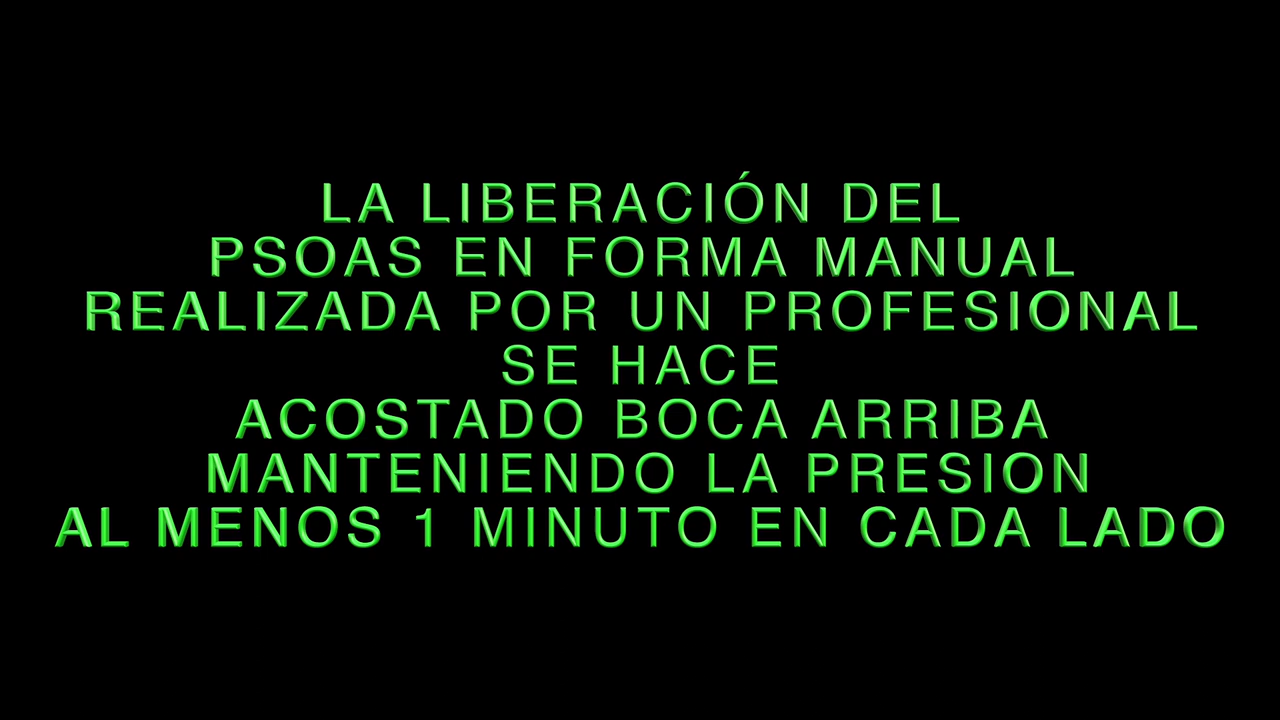 LA LIBERACIÓN DEL
PSOAS EN FORMA MANUAL
REALIZADA POR UN PROFESIONAL
SE HACE
ACOSTADO BOCA ARRIBA
MANTENIENDO LA PRESION
AL MENOS 1 MINUTO EN CADA LADO